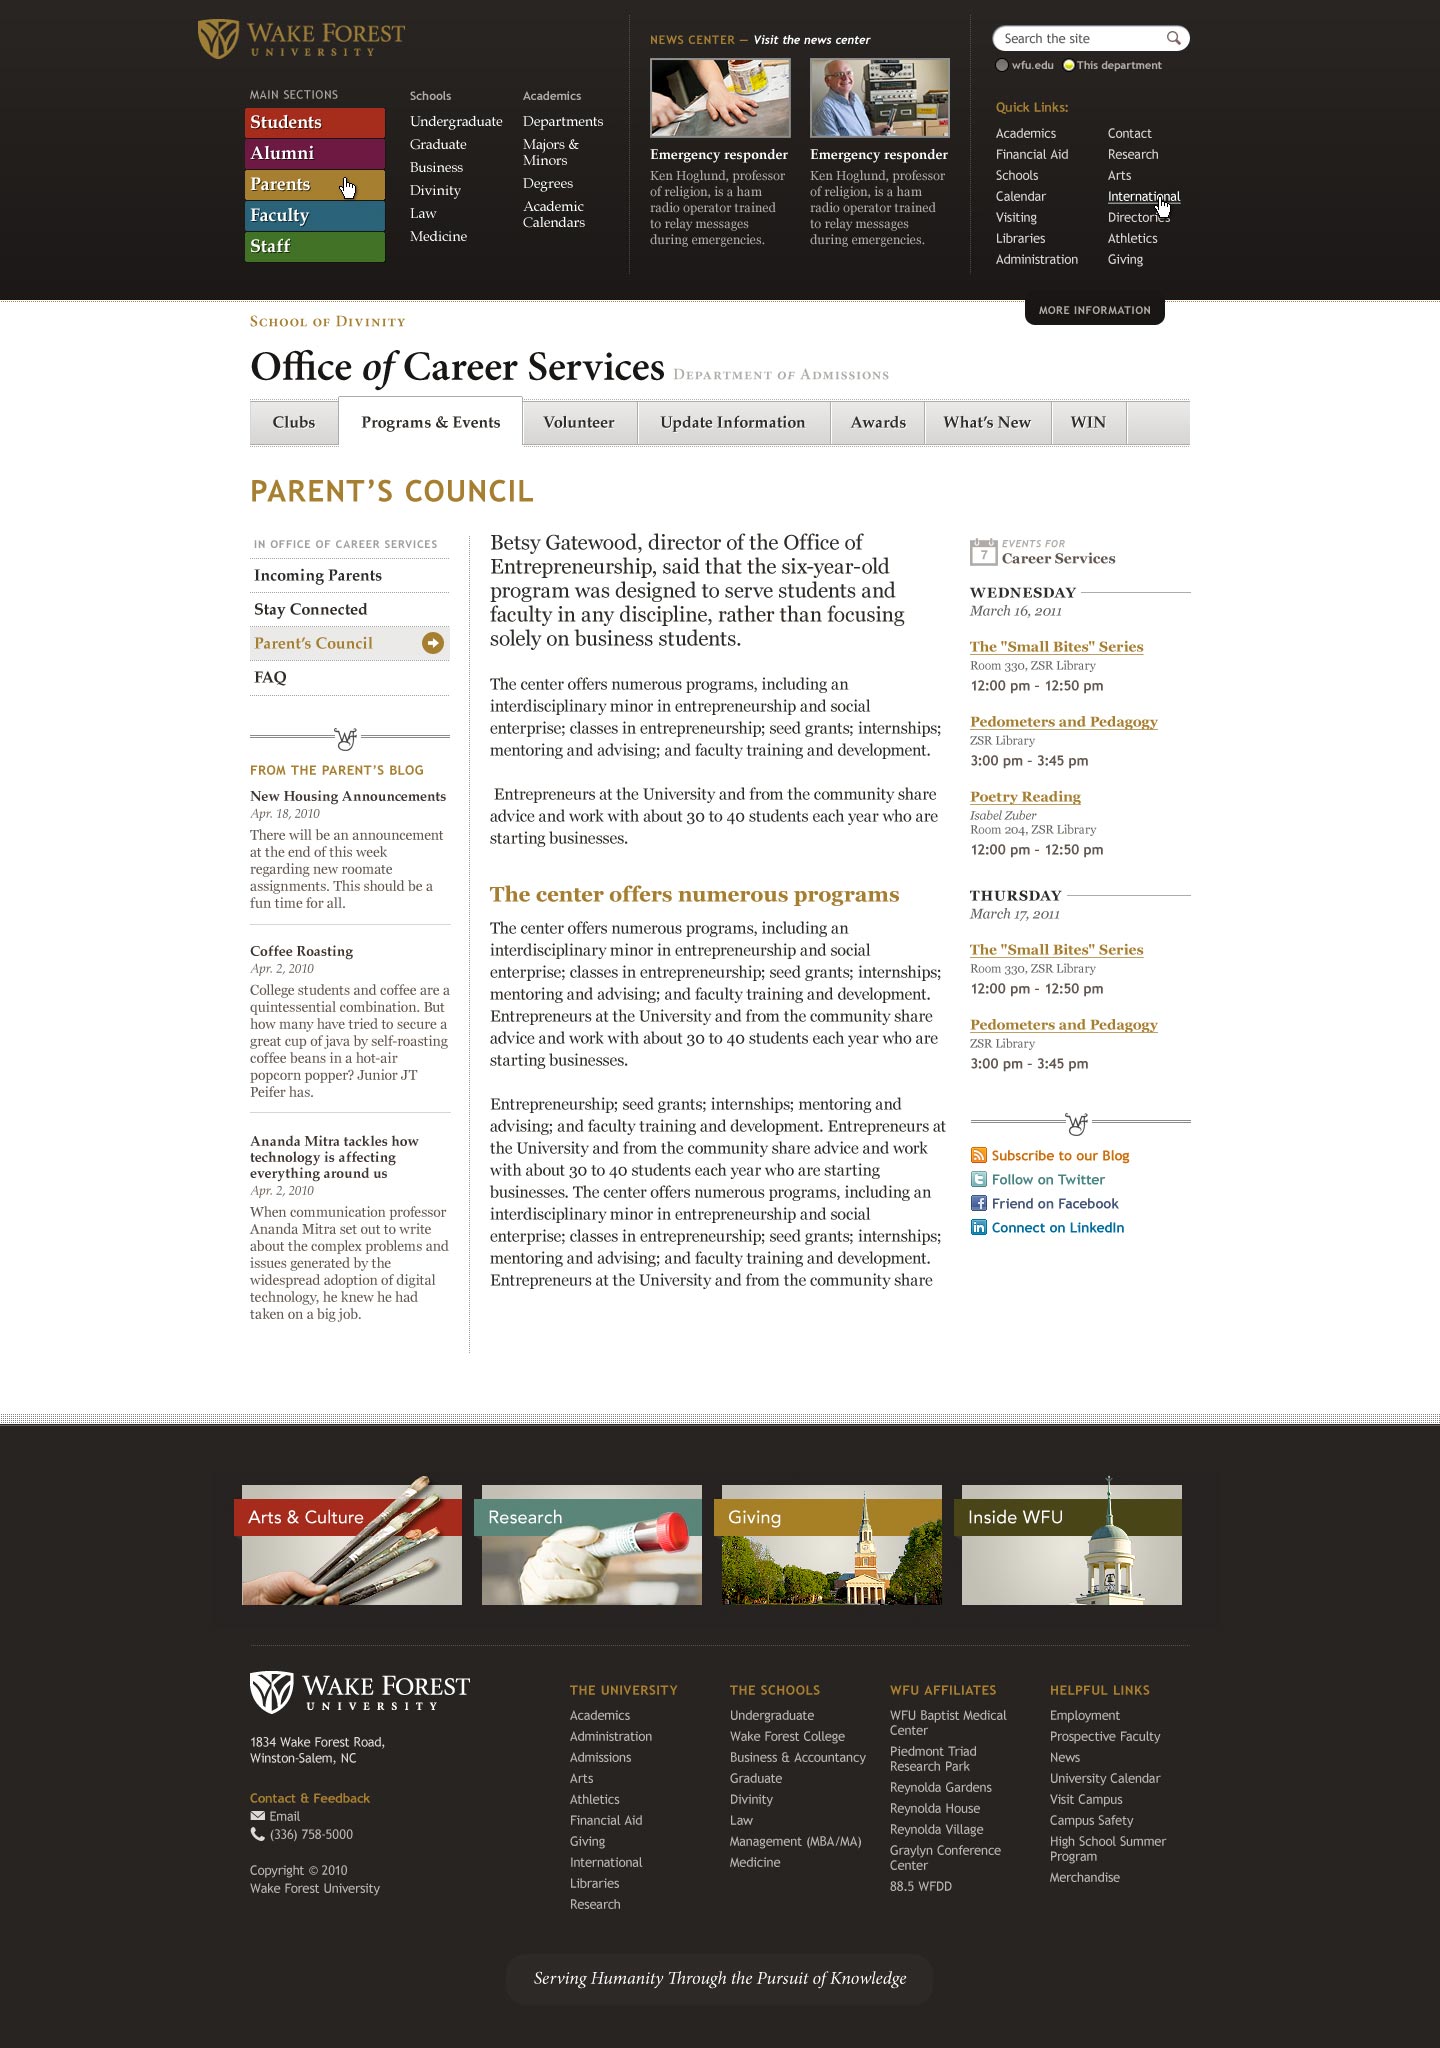 WAKE FOREST
UNIVERSITY
MAIN SECTIONS
Students
Alumni
Parents
Faculty
Staff
Schools
Undergraduate
Graduate
Business
Divinity
Law
Medicine
Academics
Departments
Majors &
Minors
Degrees
Academic
Calendars
NEWS CENTER — Visit the news center
Emergency responder
Ken Hoglund, professor
of religion, is a ham
radio operator trained
to relay messages
during emergencies.
Emergency responder
Ken Hoglund, professor
of religion, is a ham
radio operator trained
to relay messages
during emergencies.
Search the site
wfu.edu This department
Quick Links:
Academics
Financial Aid
Schools
Calendar
Visiting
Libraries
Administration
Contact
Research
Arts
International
Directories
Athletics
Giving
MORE INFORMATION
SCHOOL OF DIVINITY
Office of Career Services DEPARTMENT OF ADMISSIONS
Clubs Programs & Events Volunteer Update Information Awards What's New WIN
PARENT'S COUNCIL
IN OFFICE OF CAREER SERVICES
Incoming Parents
Stay Connected
Parent's Council
FAQ
FROM THE PARENT'S BLOG
New Housing Announcements
Apr. 18, 2010
There will be an announcement
at the end of this week
regarding new roomate
assignments. This should be a
fun time for all.
Coffee Roasting
Apr. 2, 2010
College students and coffee are a
quintessential combination. But
how many have tried to secure a
great cup of java by self-roasting
coffee beans in a hot-air
popcorn popper? Junior JT
Peifer has.
Ananda Mitra tackles how
technology is affecting
everything around us
Apr. 2, 2010
When communication professor
Ananda Mitra set out to write
about the complex problems and
issues generated by the
widespread adoption of digital
technology, he knew he had
taken on a big job.
Betsy Gatewood, director of the Office of
Entrepreneurship, said that the six-year-old
program was designed to serve students and
faculty in any discipline, rather than focusing
solely on business students.
The center offers numerous programs, including an
interdisciplinary minor in entrepreneurship and social
enterprise; classes in entrepreneurship; seed grants; internships;
mentoring and advising; and faculty training and development.
Entrepreneurs at the University and from the community share
advice and work with about 30 to 40 students each year who are
starting businesses.
The center offers numerous programs
The center offers numerous programs, including an
interdisciplinary minor in entrepreneurship and social
enterprise; classes in entrepreneurship; seed grants; internships;
mentoring and advising; and faculty training and development.
Entrepreneurs at the University and from the community share
advice and work with about 30 to 40 students each year who are
starting businesses.
Entrepreneurship; seed grants; internships; mentoring and
advising; and faculty training and development. Entrepreneurs at
the University and from the community share advice and work
with about 30 to 40 students each year who are starting
businesses. The center offers numerous programs, including an
interdisciplinary minor in entrepreneurship and social
enterprise; classes in entrepreneurship; seed grants; internships;
mentoring and advising; and faculty training and development.
Entrepreneurs at the University and from the community share
7
EVENTS FOR
Career Services
WEDNESDAY
March 16, 2011
The "Small Bites" Series
Room 330, ZSR Library
12:00 pm – 12:50 pm
Pedometers and Pedagogy
ZSR Library
3:00 pm – 3:45 pm
Poetry Reading
Isabel Zuber
Room 204, ZSR Library
12:00 pm – 12:50 pm
THURSDAY
March 17, 2011
The "Small Bites" Series
Room 330, ZSR Library
12:00 pm – 12:50 pm
Pedometers and Pedagogy
ZSR Library
3:00 pm – 3:45 pm
Subscribe to our Blog
Follow on Twitter
Friend on Facebook
Connect on LinkedIn
Arts & Culture
Research
Giving
Inside WFU
WAKE FOREST
UNIVERSITY
1834 Wake Forest Road,
Winston-Salem, NC
Contact & Feedback
Email
(336) 758-5000
Copyright © 2010
Wake Forest University
THE UNIVERSITY
Academics
Administration
Admissions
Arts
Athletics
Financial Aid
Giving
International
Libraries
Research
THE SCHOOLS
Undergraduate
Wake Forest College
Business & Accountancy
Graduate
Divinity
Law
Management (MBA/MA)
Medicine
WFU AFFILIATES
WFU Baptist Medical
Center
Piedmont Triad
Research Park
Reynolda Gardens
Reynolda House
Reynolda Village
Graylyn Conference
Center
88.5 WFDD
HELPFUL LINKS
Employment
Prospective Faculty
News
University Calendar
Visit Campus
Campus Safety
High School Summer
Program
Merchandise
Serving Humanity Through the Pursuit of Knowledge